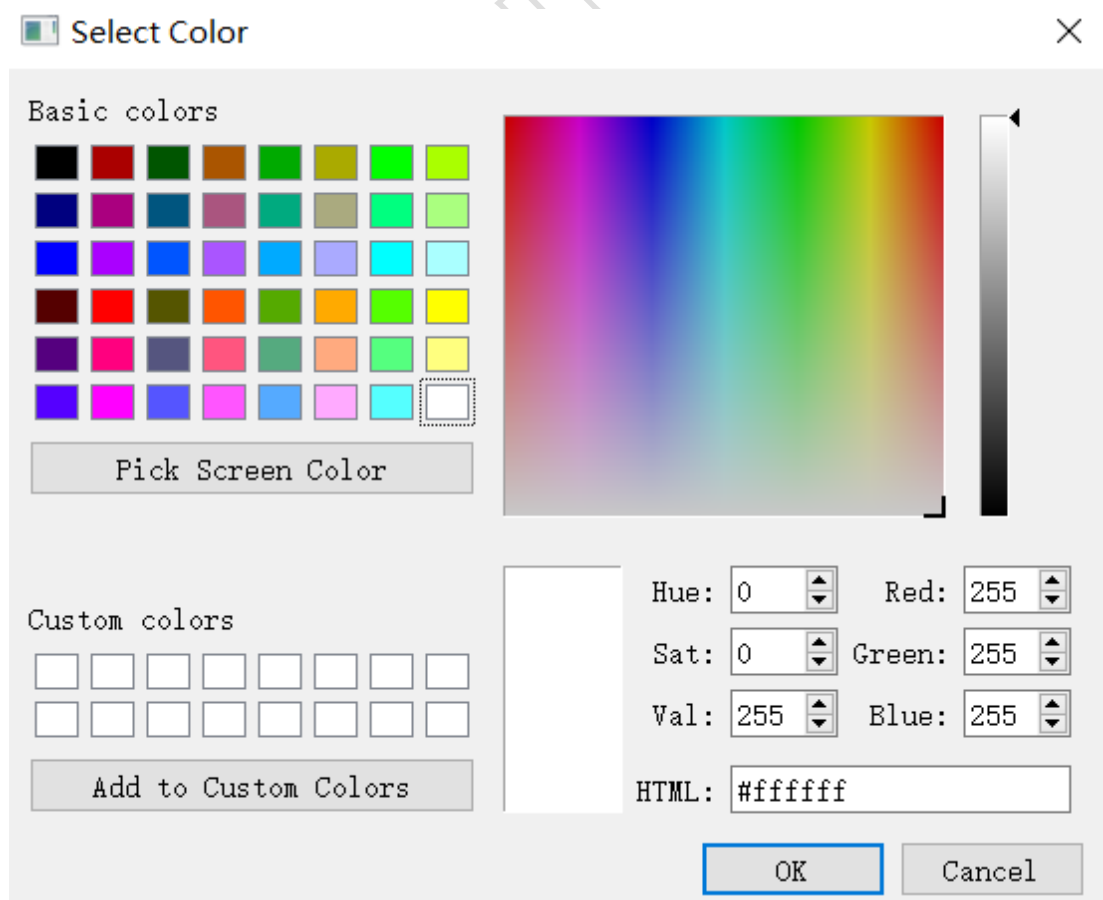 Select Color
Basic colors
Pick Screen Color
Custom colors
Add to Custom Colors
Hue: 0 Red: 255
Sat: 0 Green: 255
Val: 255 Blue: 255
HTML: #ffffff
OK Cancel